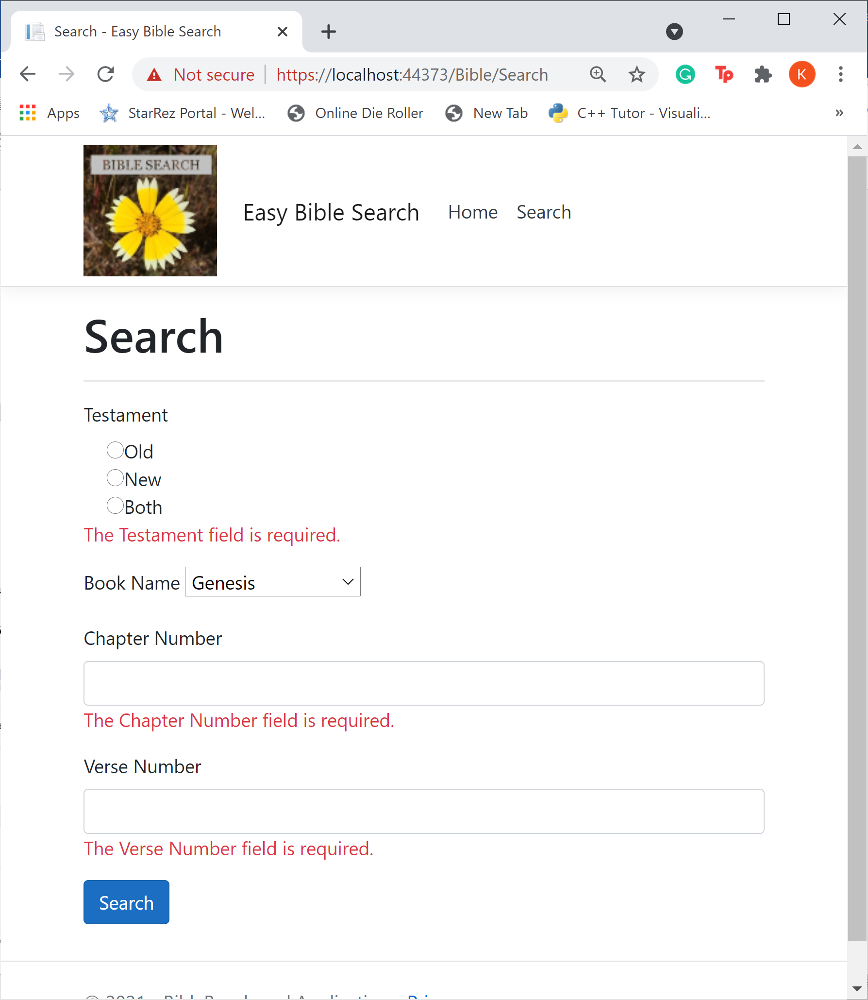 Search - Easy Bible Search
Not secure https://localhost:44373/Bible/Search
K
Apps StarRez Portal - Wel... Online Die Roller New Tab C++ Tutor - Visuali... »
BIBLE SEARCH
Easy Bible Search Home Search
Search
Testament
Old
New
Both
The Testament field is required.
Book Name Genesis
Chapter Number
The Chapter Number field is required.
Verse Number
The Verse Number field is required.
Search